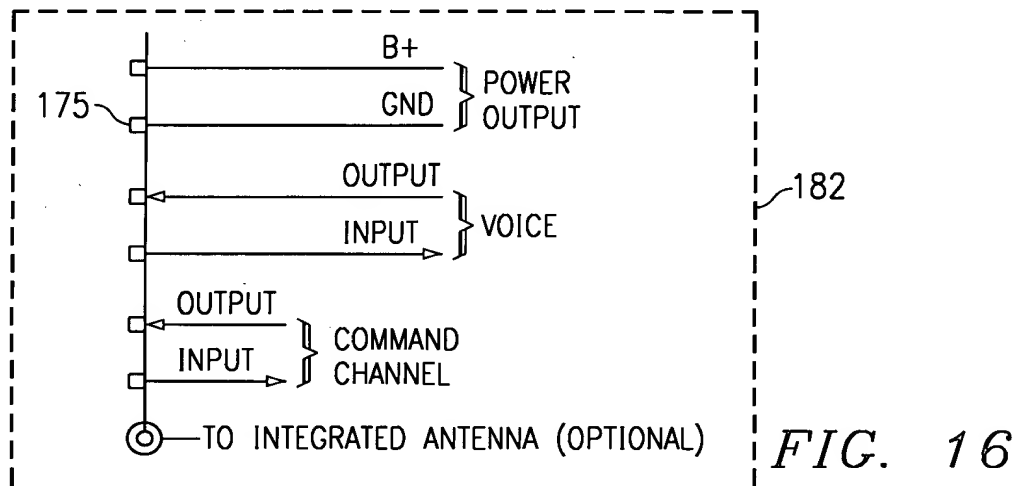 B+
175
GND
POWER
OUTPUT
OUTPUT
INPUT
VOICE
182
OUTPUT
INPUT
COMMAND
CHANNEL
TO INTEGRATED ANTENNA (OPTIONAL)
FIG. 16